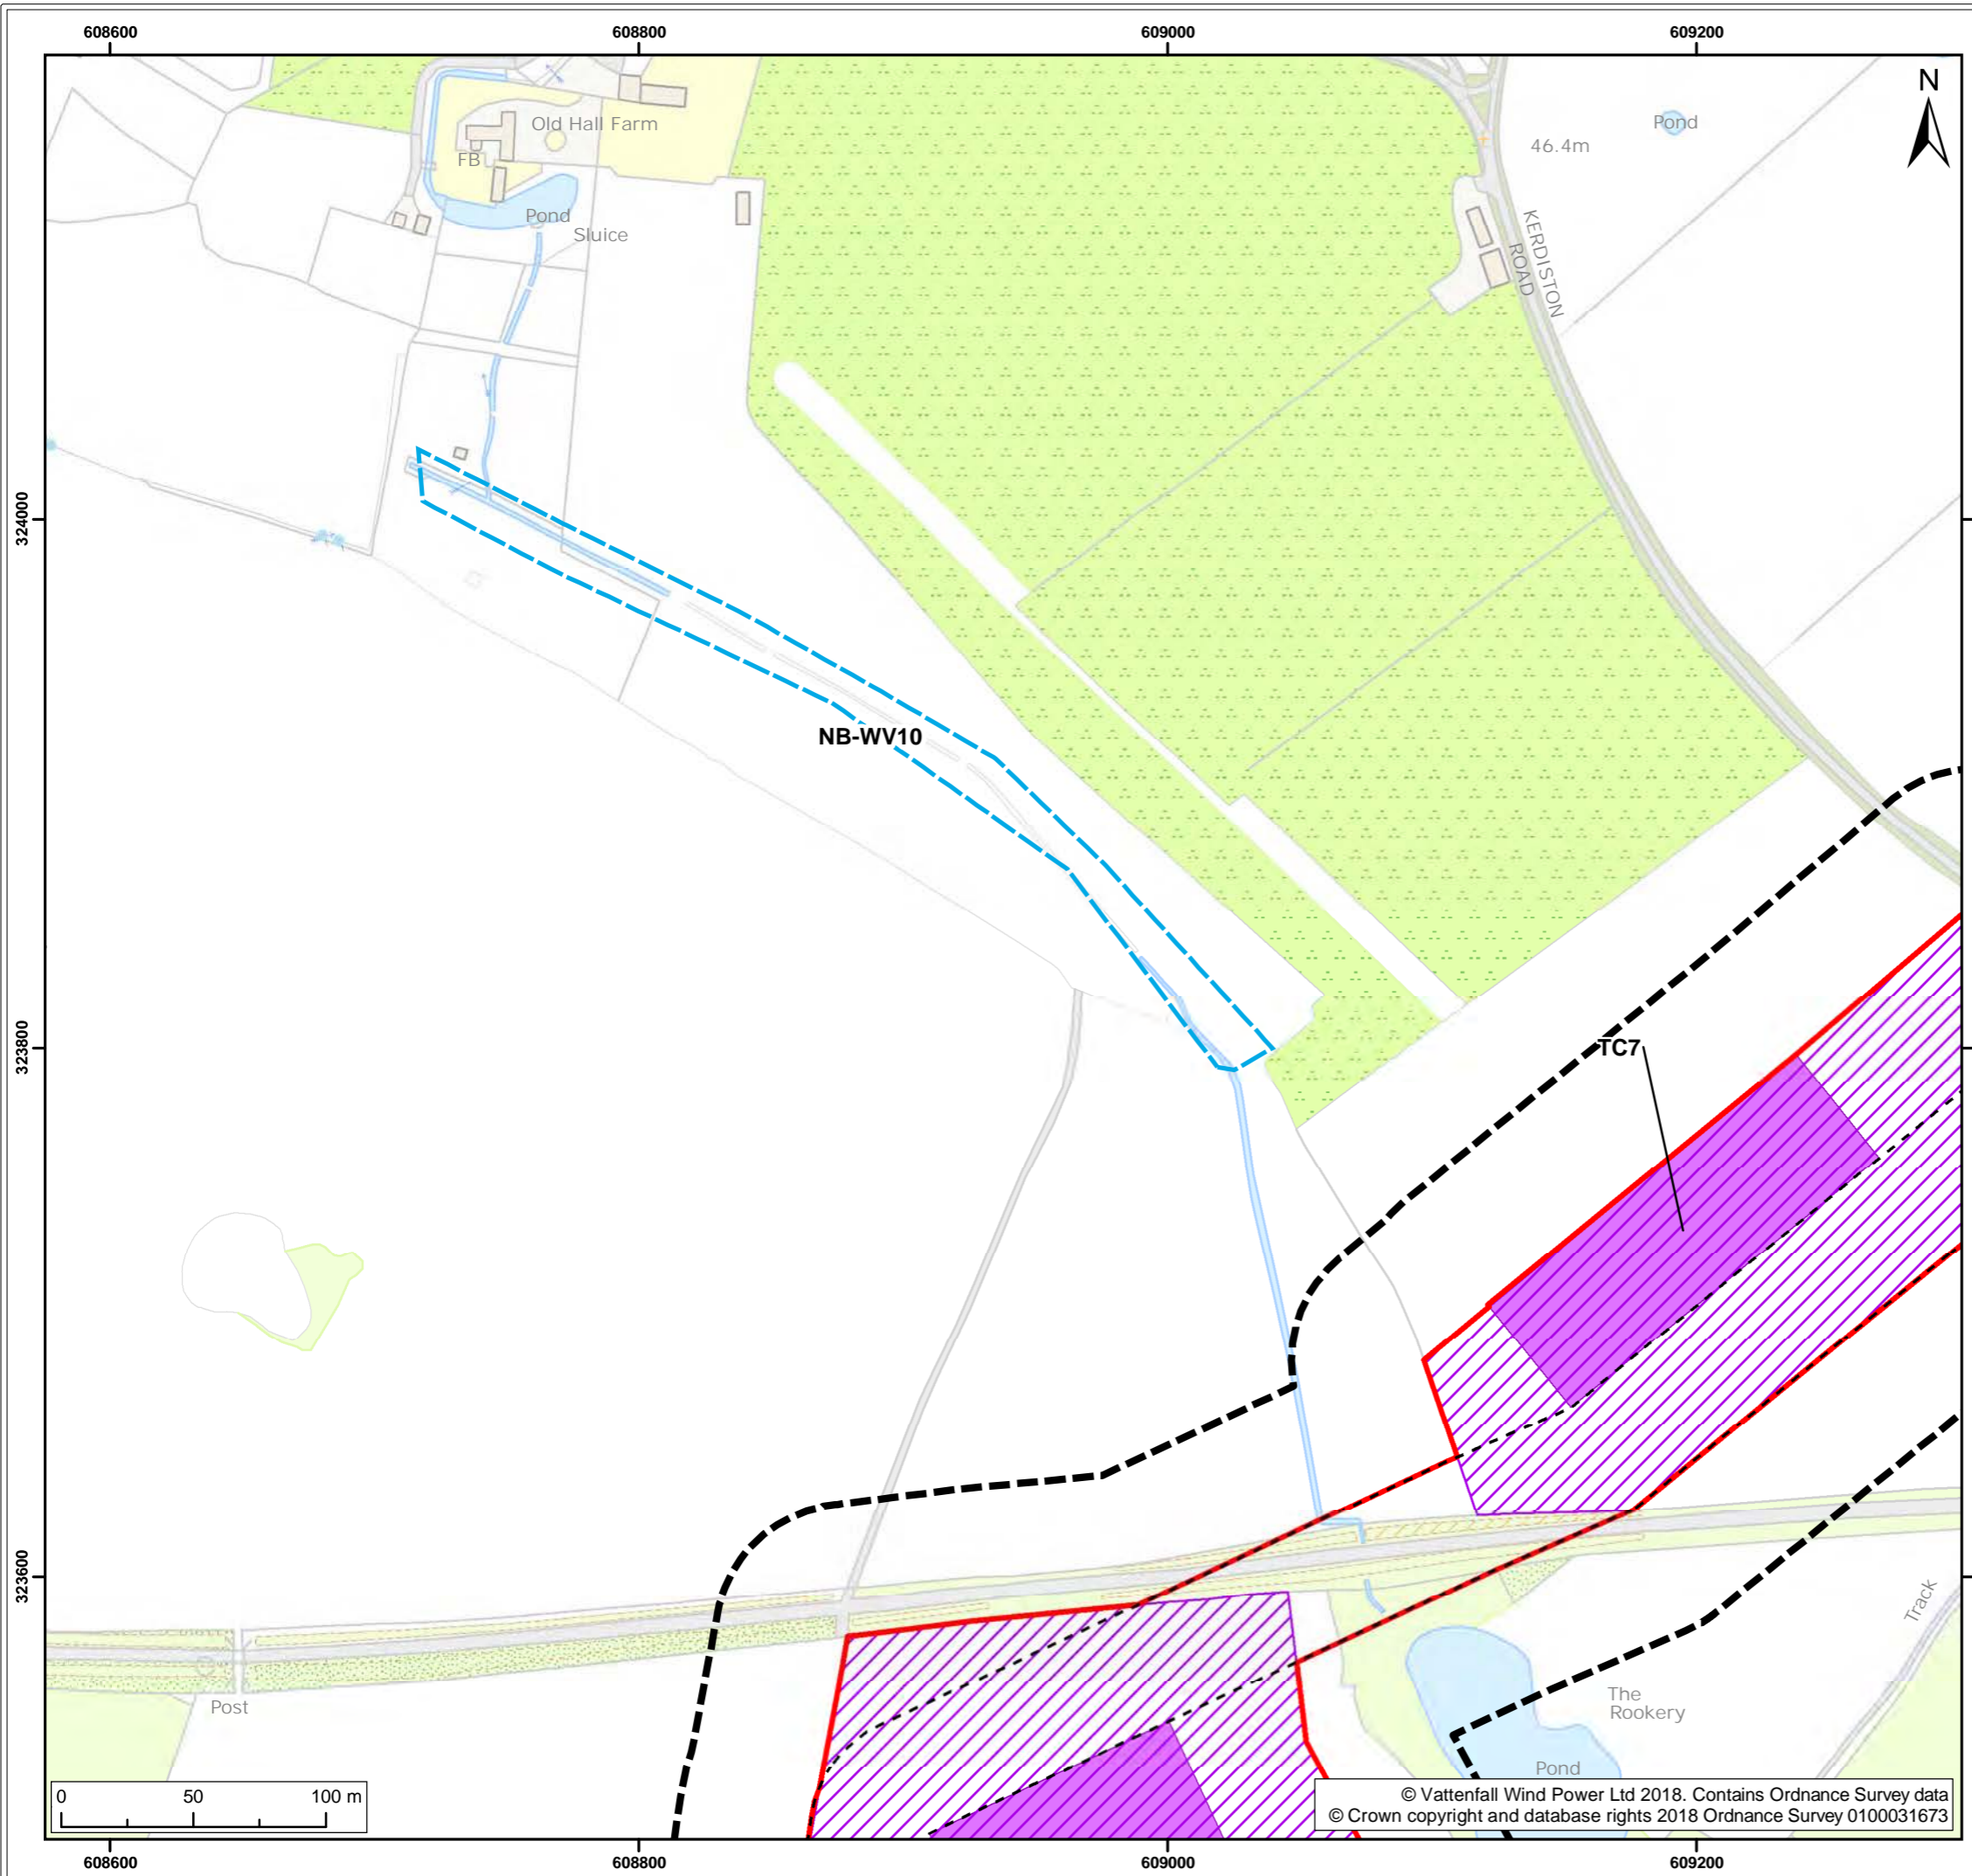 608600 608800 609000 609200
N
Old Hall Farm
FB
Pond
Sluice
Pond
46.4m
KERDISTON
ROAD
324000
NB-WV10
323800
TC7
323600
Track
Post
The
Rookery
Pond
0 50 100 m
© Vattenfall Wind Power Ltd 2018. Contains Ordnance Survey data
© Crown copyright and database rights 2018 Ordnance Survey 0100031673
608600 608800 609000 609200